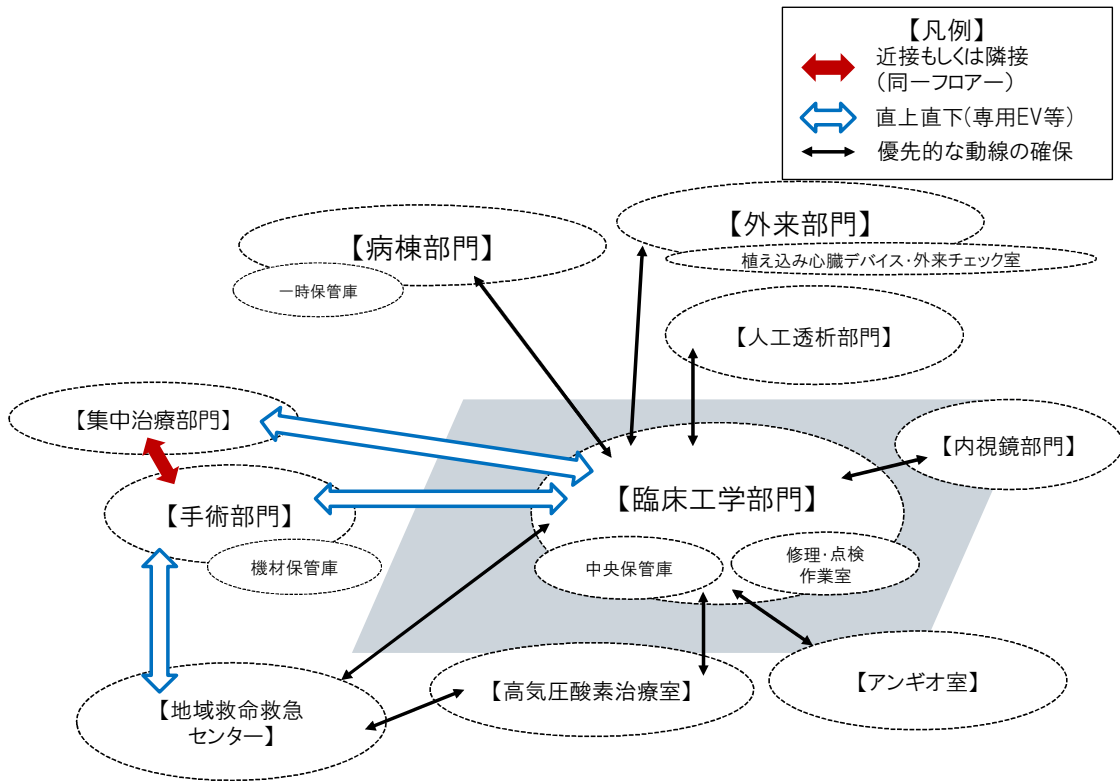 【凡例】
近接もしくは隣接
（同一フロアー）
直上直下(専用EV等)
優先的な動線の確保
【外来部門】
植え込み心臓デバイス・外来チェック室
【病棟部門】
一時保管庫
【人工透析部門】
【集中治療部門】
【内視鏡部門】
【手術部門】
機材保管庫
【臨床工学部門】
中央保管庫
修理・点検
作業室
【高気圧酸素治療室】
【アンギオ室】
【地域救命救急
センター】